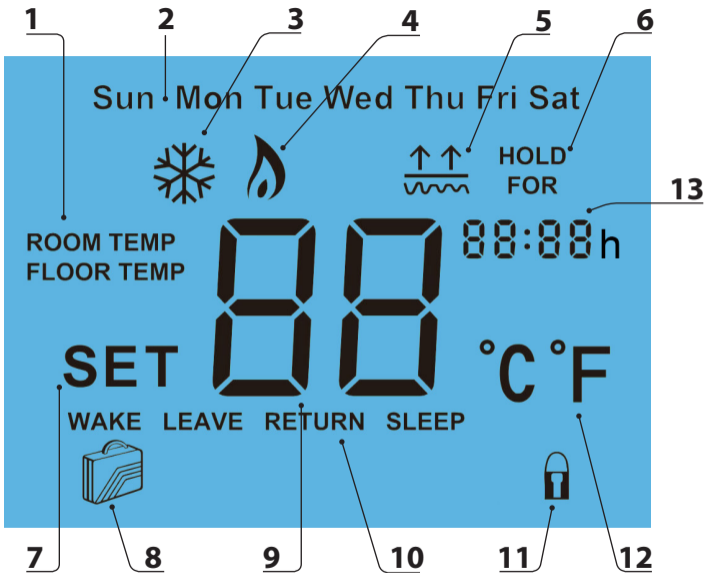 1 2 3 4 5 6
Sun Mon Tue Wed Thu Fri Sat
HOLD
FOR
13
ROOM TEMP
FLOOR TEMP
88
88:88h
SET
°C °F
WAKE LEAVE RETURN SLEEP
7 8 9 10 11 12